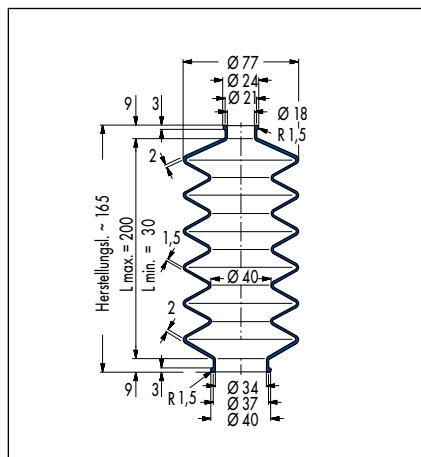 Ø 77
Ø 24
Ø 21
9
3
Ø 18
R 1,5
2
Herstellungsl. ~ 165
L max. = 200
L min. = 30
1,5
Ø 40
2
9
3
R 1,5
Ø 34
Ø 37
Ø 40